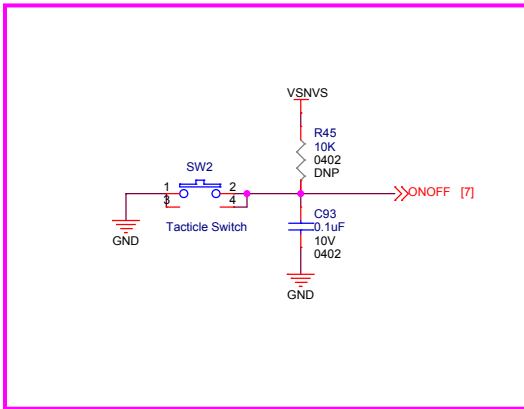 VSNVS
R45
10K
0402
DNP
SW2
1
2
3
4
ONOFF [7]
Tacticle Switch
GND
C93
0.1uF
10V
0402
GND